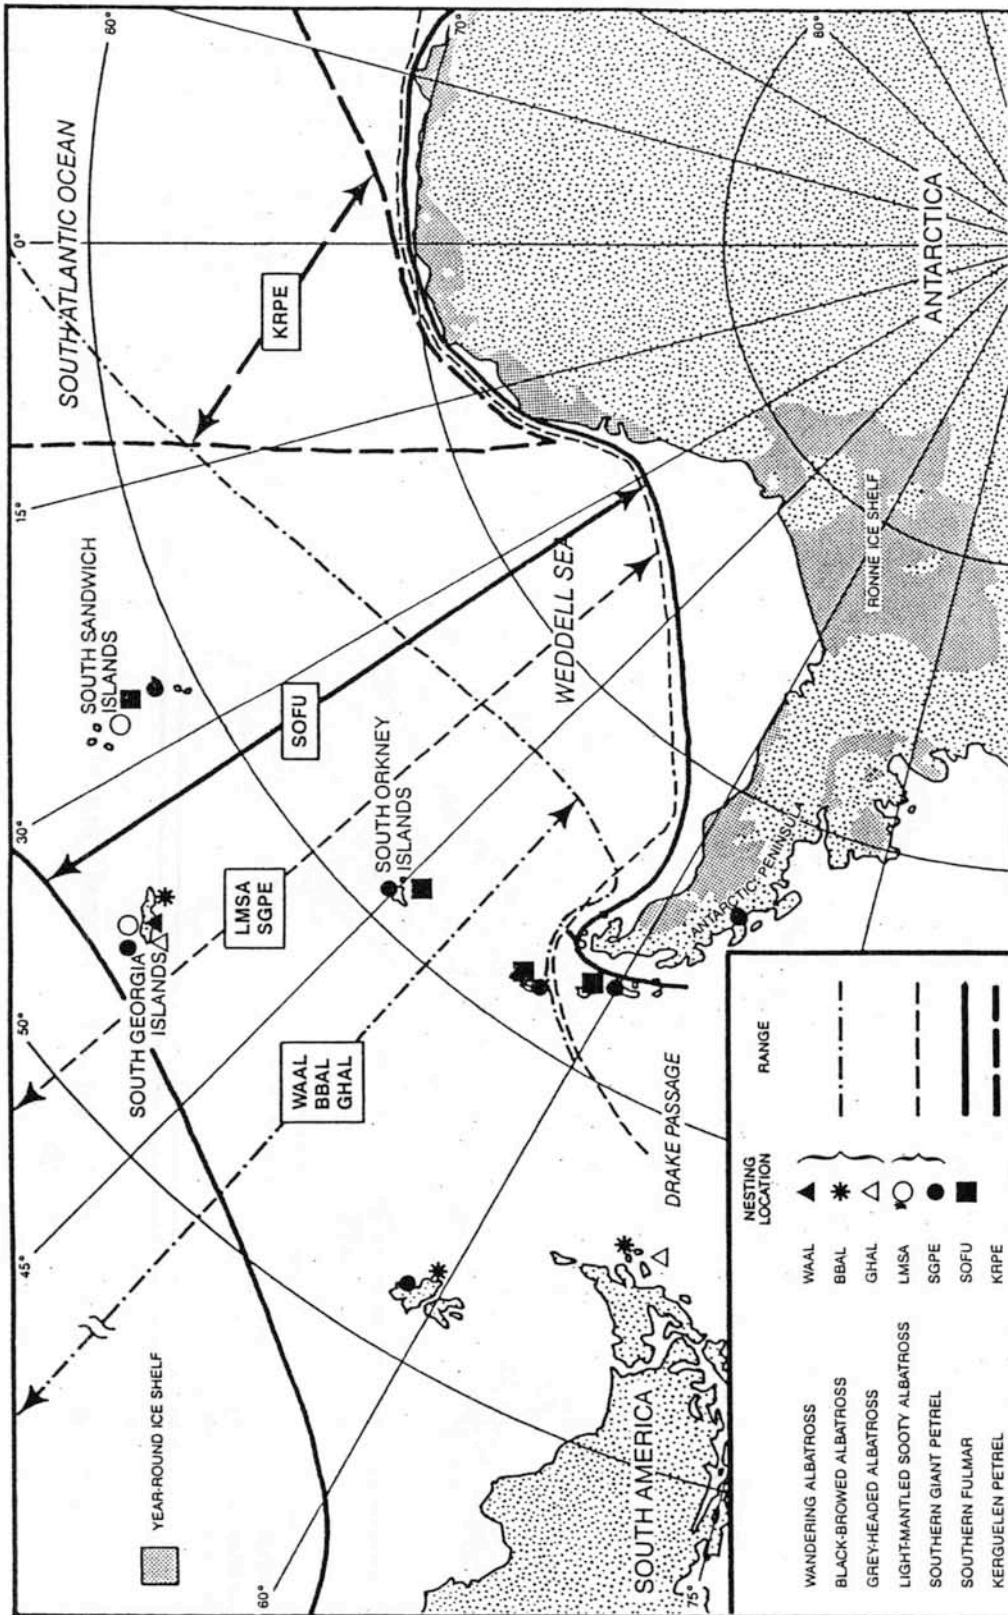 60°
70°
80°
0°
15°
30°
45°
50°
60°
75°
SOUTH ATLANTIC OCEAN
KRPE
ANTARCTICA
SOUTH SANDWICH
ISLANDS
SOFU
WEDDELL SEA
RONNE ICE SHELF
SOUTH ORKNEY
ISLANDS
LMSA
SGPE
SOUTH GEORGIA
ISLANDS
WAAL
BBAL
GHAL
ANTARCTIC PENINSULA
DRAKE PASSAGE
YEAR-ROUND ICE SHELF
SOUTH AMERICA
NESTING
LOCATION
RANGE
WANDERING ALBATROSS WAAL
BLACK-BROWED ALBATROSS BBAL
GREY-HEADED ALBATROSS GHAL
LIGHT-MANTLED SOOTY ALBATROSS LMSA
SOUTHERN GIANT PETREL SGPE
SOUTHERN FULMAR SOFU
KERGUELEN PETREL KRPE